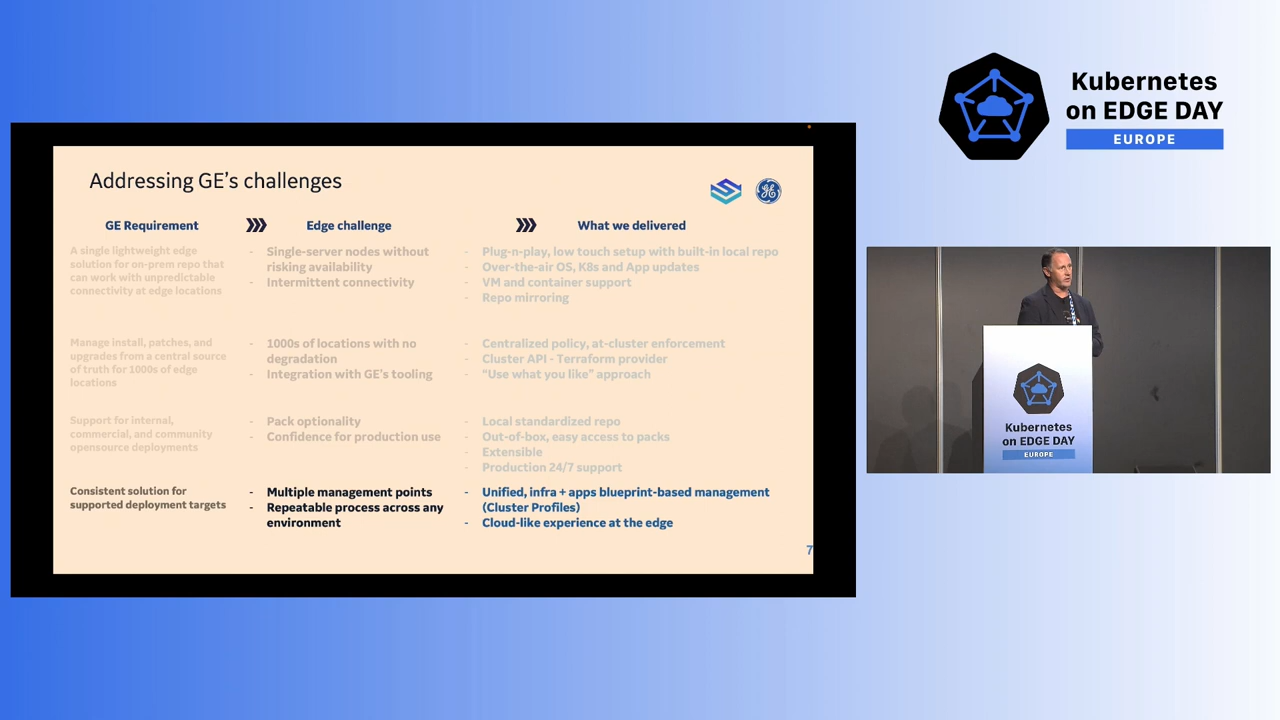 Kubernetes
on EDGE DAY
EUROPE
Addressing GE's challenges
GE Requirement
Edge challenge
What we delivered
A single lightweight edge
solution for on-prem repo that
can work with unpredictable
connectivity at edge locations
- Single-server nodes without
risking availability
- Intermittent connectivity
- Plug-n-play, low touch setup with built-in local repo
- Over-the-air OS, K8s and App updates
- VM and container support
- Repo mirroring
Manage install, patches, and
upgrades from a central source
of truth for 1000s of edge
locations
- 1000s of locations with no
degradation
- Integration with GE's tooling
- Centralized policy, at-cluster enforcement
- Cluster API - Terraform provider
- "Use what you like" approach
Support for internal,
commercial, and community
opensource deployments
- Pack optionality
- Confidence for production use
- Local standardized repo
- Out-of-box, easy access to packs
- Extensible
- Production 24/7 support
Consistent solution for
supported deployment targets
- Multiple management points
- Repeatable process across any
environment
- Unified, infra + apps blueprint-based management
(Cluster Profiles)
- Cloud-like experience at the edge
7
Kubernetes
on EDGE DAY
EUROPE